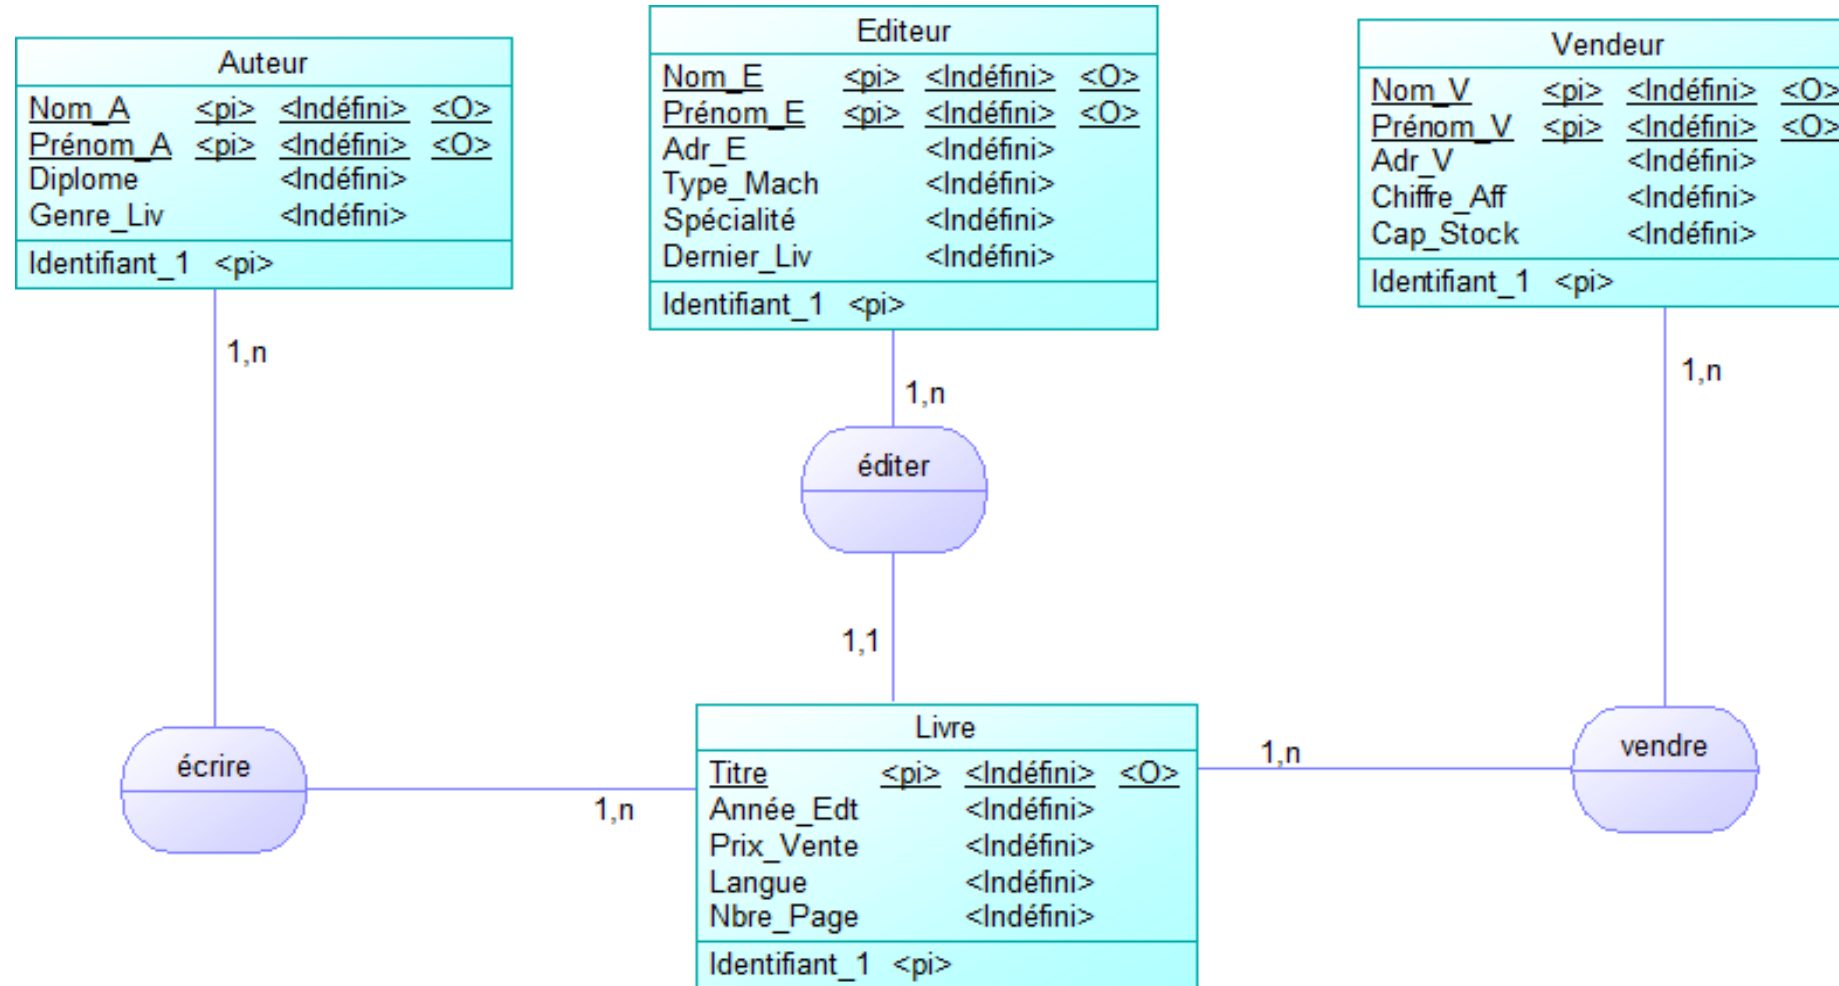 Auteur
Nom_A <pi> <Indéfini> <O>
Prénom_A <pi> <Indéfini> <O>
Diplome <Indéfini>
Genre_Liv <Indéfini>
Identifiant_1 <pi>
Editeur
Nom_E <pi> <Indéfini> <O>
Prénom_E <pi> <Indéfini> <O>
Adr_E <Indéfini>
Type_Mach <Indéfini>
Spécialité <Indéfini>
Dernier_Liv <Indéfini>
Identifiant_1 <pi>
Vendeur
Nom_V <pi> <Indéfini> <O>
Prénom_V <pi> <Indéfini> <O>
Adr_V <Indéfini>
Chiffre_Aff <Indéfini>
Cap_Stock <Indéfini>
Identifiant_1 <pi>
1,n
1,n
1,n
éditer
1,1
écrire
1,n
Livre
Titre <pi> <Indéfini> <O>
Année_Edt <Indéfini>
Prix_Vente <Indéfini>
Langue <Indéfini>
Nbre_Page <Indéfini>
Identifiant_1 <pi>
1,n
vendre